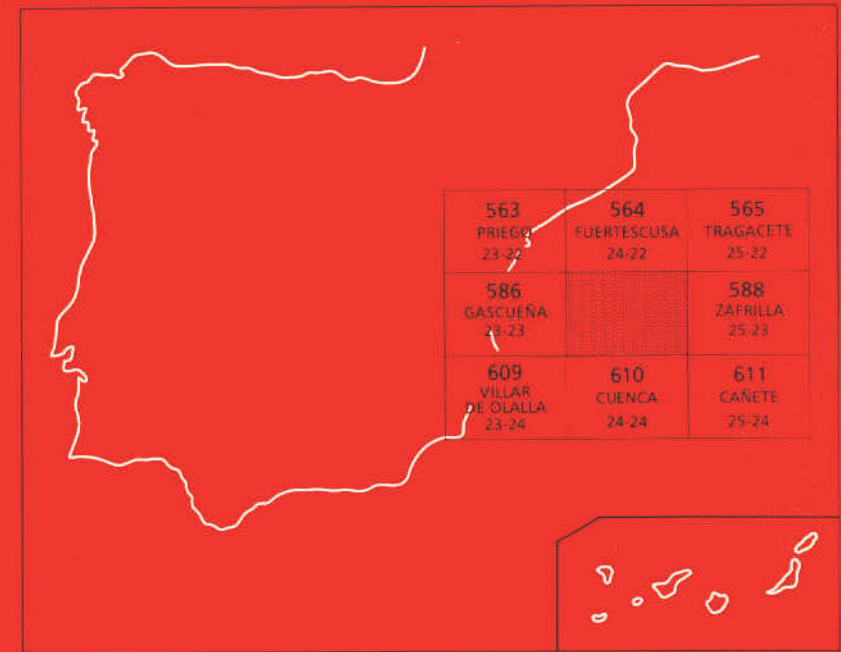 563
PRIEGO
23-22
564
FUERTESCUSA
24-22
565
TRAGACETE
25-22
586
GASCUEÑA
23-23
588
ZAFRILLA
25-23
609
VILLAR
DE OLALLA
23-24
610
CUENCA
24-24
611
CAÑETE
25-24